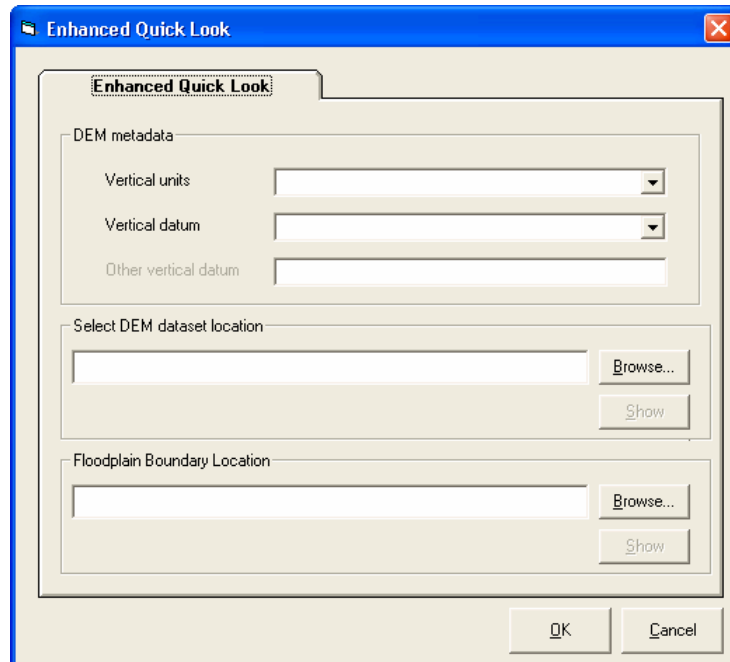 Enhanced Quick Look
Enhanced Quick Look
DEM metadata
Vertical units
Vertical datum
Other vertical datum
Select DEM dataset location
Browse...
Show
Floodplain Boundary Location
Browse...
Show
OK Cancel